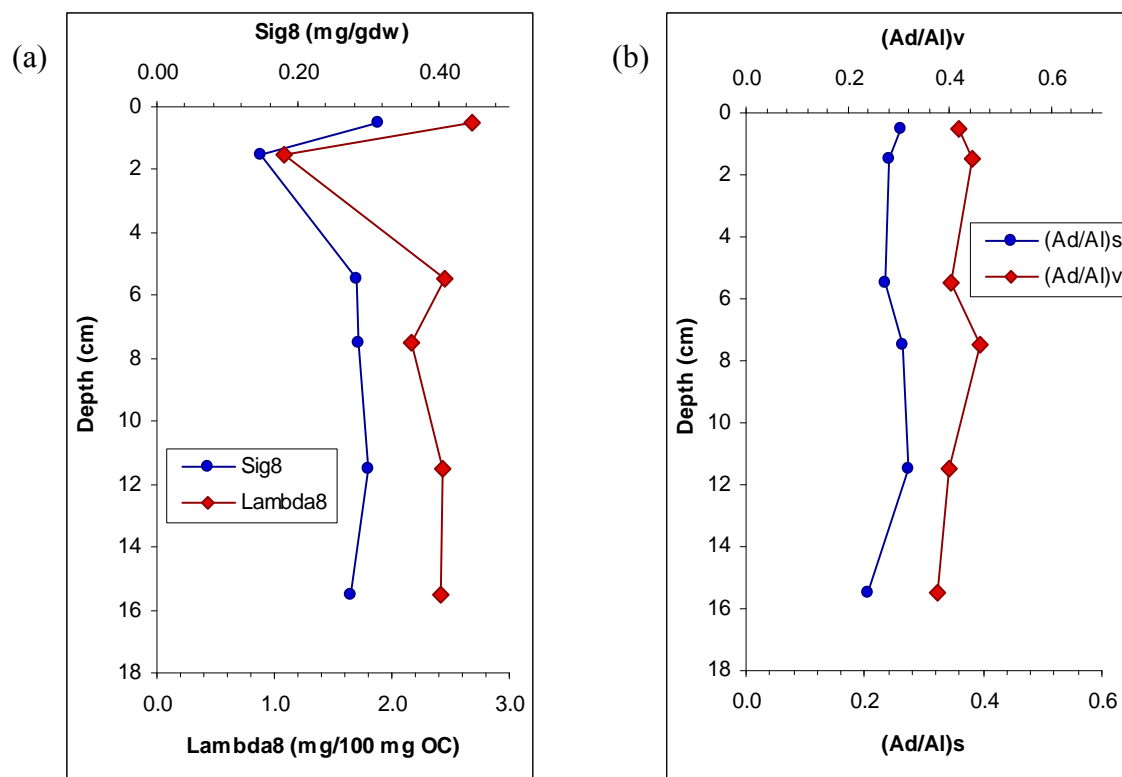 (a)
Sig8 (mg/gdw)
0.00 0.20 0.40
0
2
4
6
8
10
12
14
16
18
Depth (cm)
Sig8
Lambda8
0.0 1.0 2.0 3.0
Lambda8 (mg/100 mg OC)
(b)
(Ad/Al)v
0.0 0.2 0.4 0.6
0
2
4
6
8
10
12
14
16
18
Depth (cm)
(Ad/Al)s
(Ad/Al)v
0.0 0.2 0.4 0.6
(Ad/Al)s